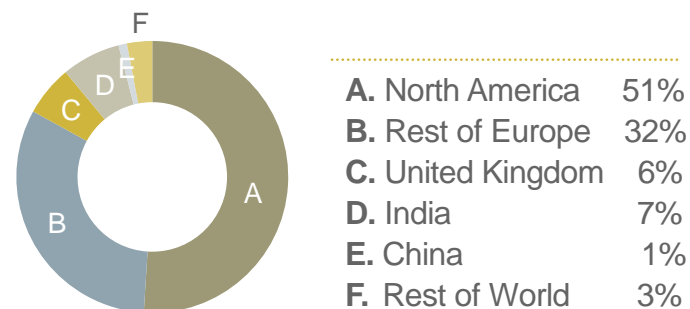 F
E
D
C
B
A
A. North America 51%
B. Rest of Europe 32%
C. United Kingdom 6%
D. India 7%
E. China 1%
F. Rest of World 3%